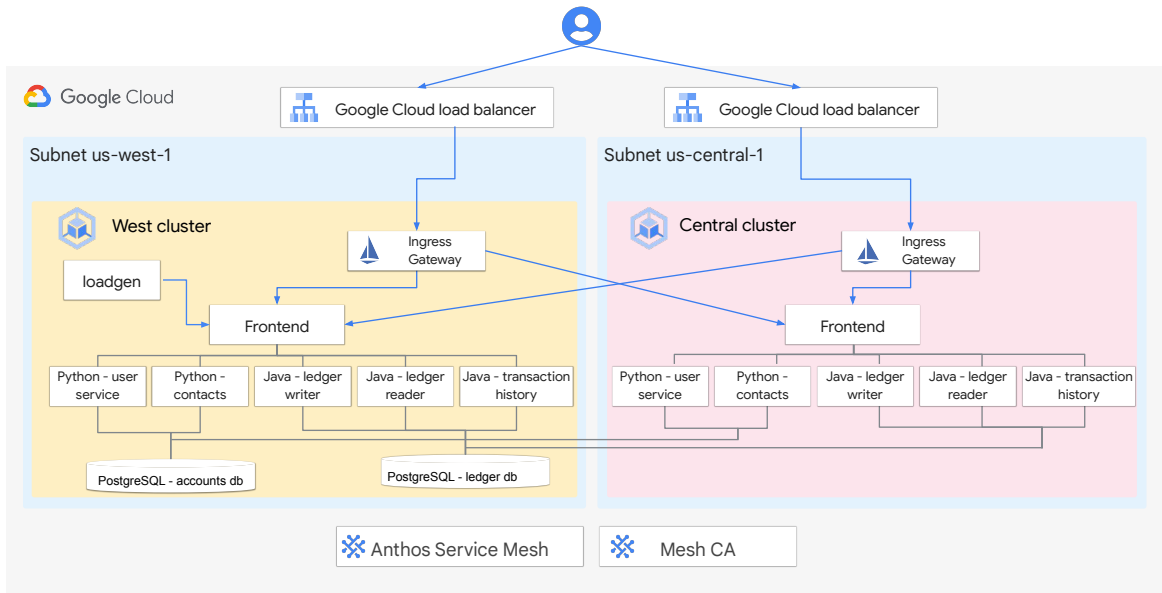 Google Cloud
Google Cloud load balancer
Google Cloud load balancer
Subnet us-west-1
Subnet us-central-1
West cluster
Central cluster
Ingress
Gateway
Ingress
Gateway
loadgen
Frontend
Frontend
Python - user
service
Python -
contacts
Java - ledger
writer
Java - ledger
reader
Java - transaction
history
Python - user
service
Python -
contacts
Java - ledger
writer
Java - ledger
reader
Java - transaction
history
PostgreSQL - accounts db
PostgreSQL - ledger db
Anthos Service Mesh
Mesh CA